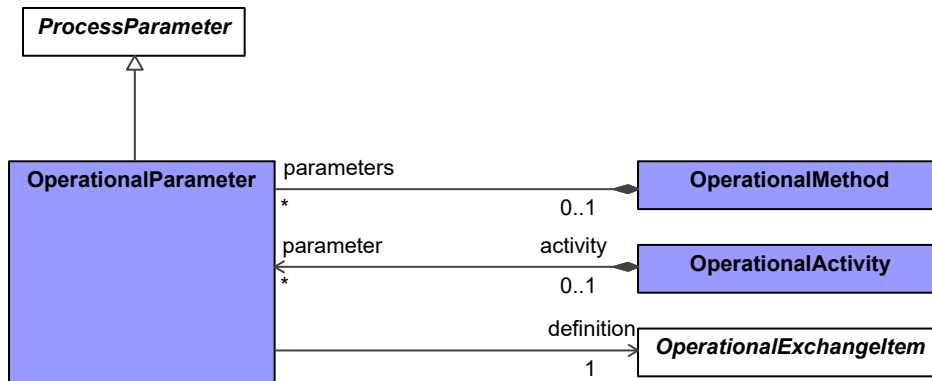 ProcessParameter
OperationalParameter
parameters
*
0..1
OperationalMethod
parameter
activity
*
0..1
OperationalActivity
definition
1
OperationalExchangeItem